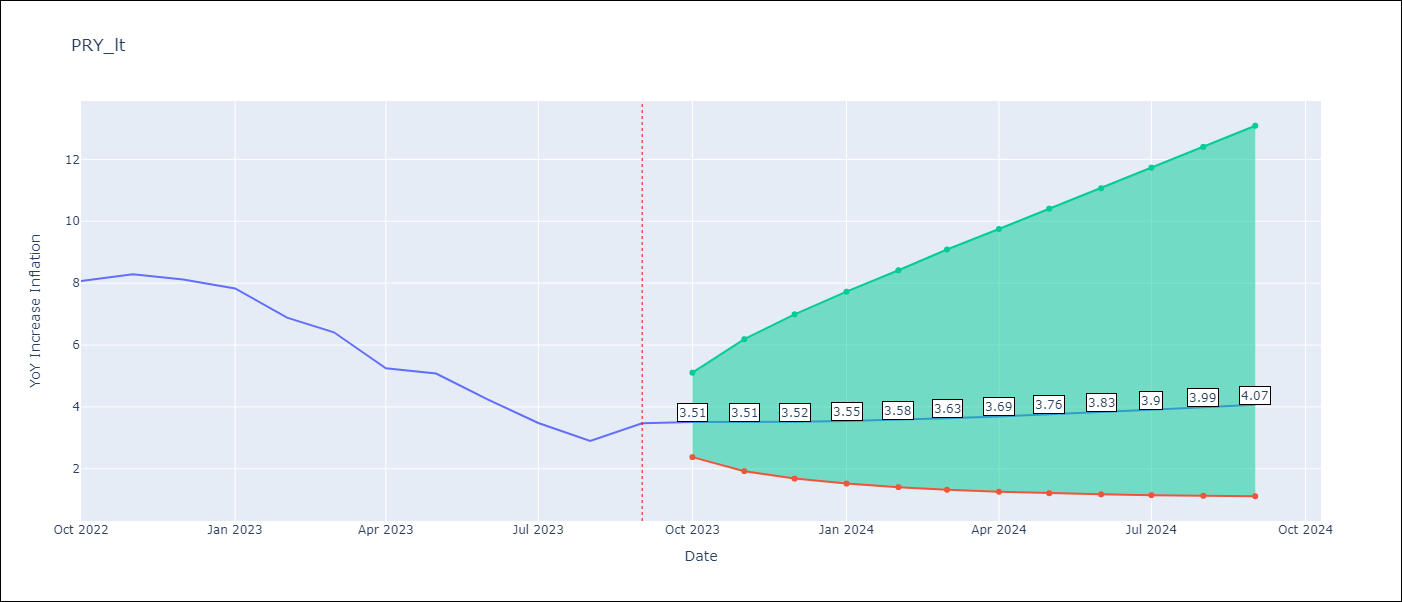 PRY_lt
YoY Increase Inflation
12
10
8
6
4
2
3.51
3.51
3.52
3.55
3.58
3.63
3.69
3.76
3.83
3.9
3.99
4.07
Oct 2022
Jan 2023
Apr 2023
Jul 2023
Oct 2023
Jan 2024
Apr 2024
Jul 2024
Oct 2024
Date